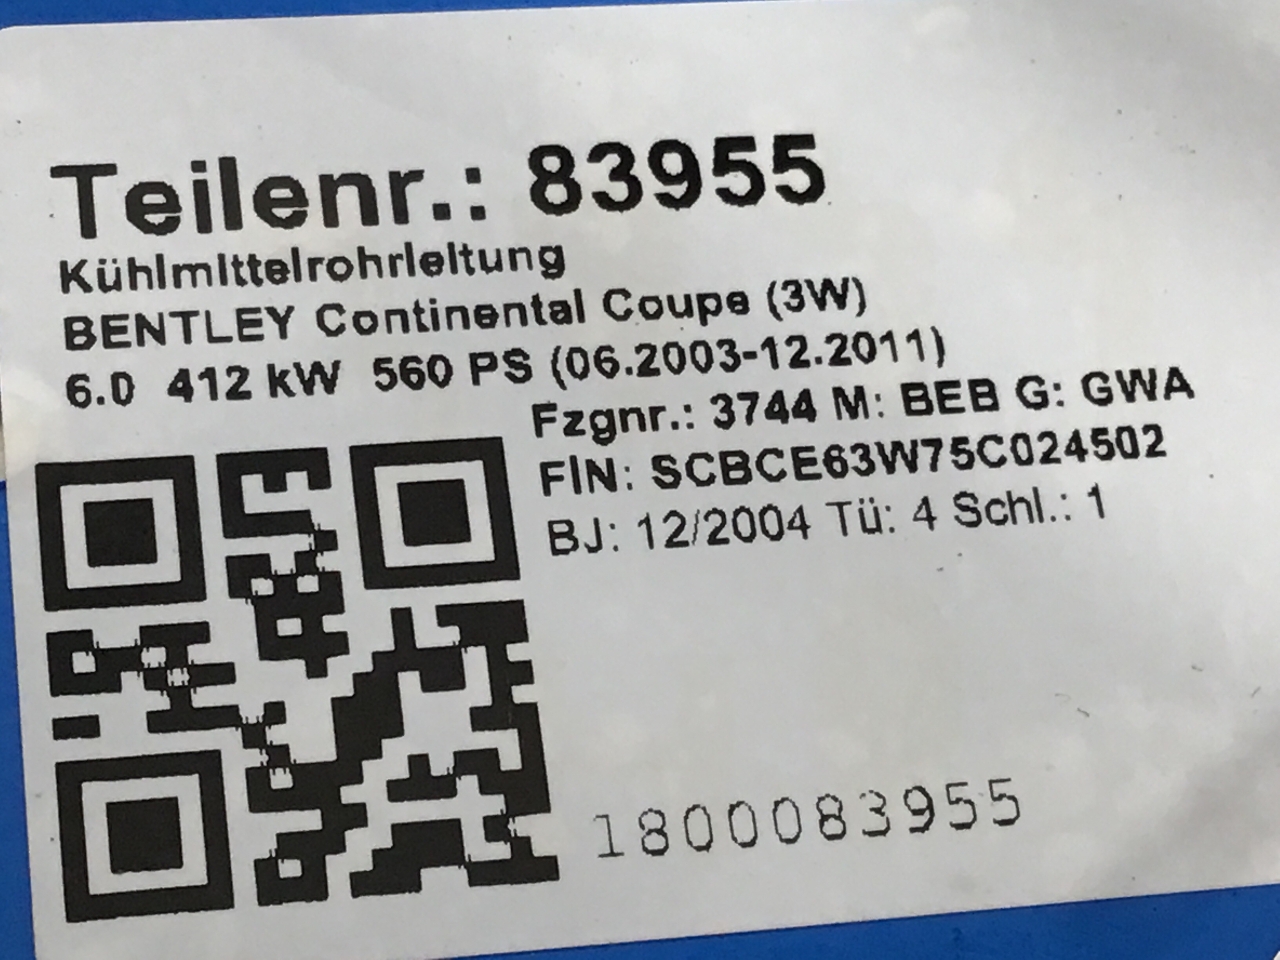 Teilenr.: 83955
Kühlmittelrohrleitung
BENTLEY Continental Coupe (3W)
6.0 412 kW 560 PS (06.2003-12.2011)
Fzgnr.: 3744 M: BEB G: GWA
FIN: SCBCE63W75C024502
BJ: 12/2004 Tü: 4 Schl.: 1
1800083955